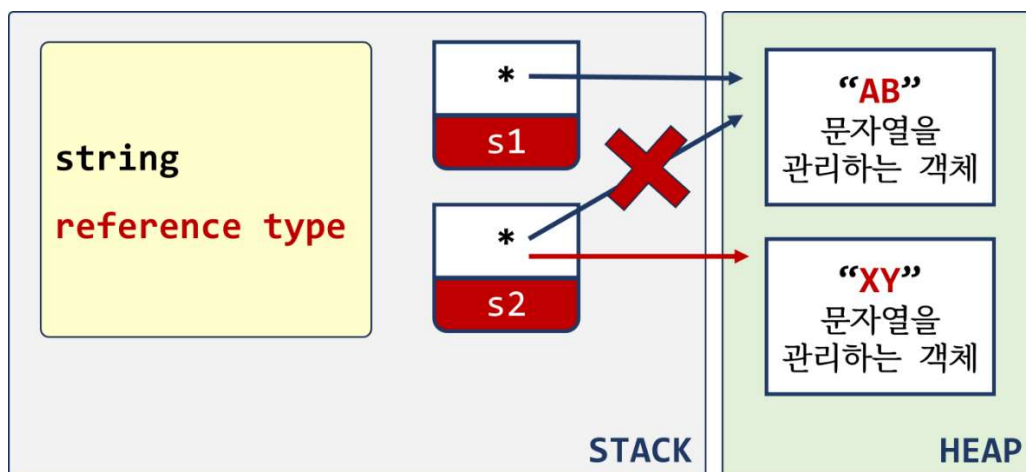 string
reference type
*
s1
*
s2
“AB”
문자열을
관리하는 객체
“XY”
문자열을
관리하는 객체
STACK
HEAP